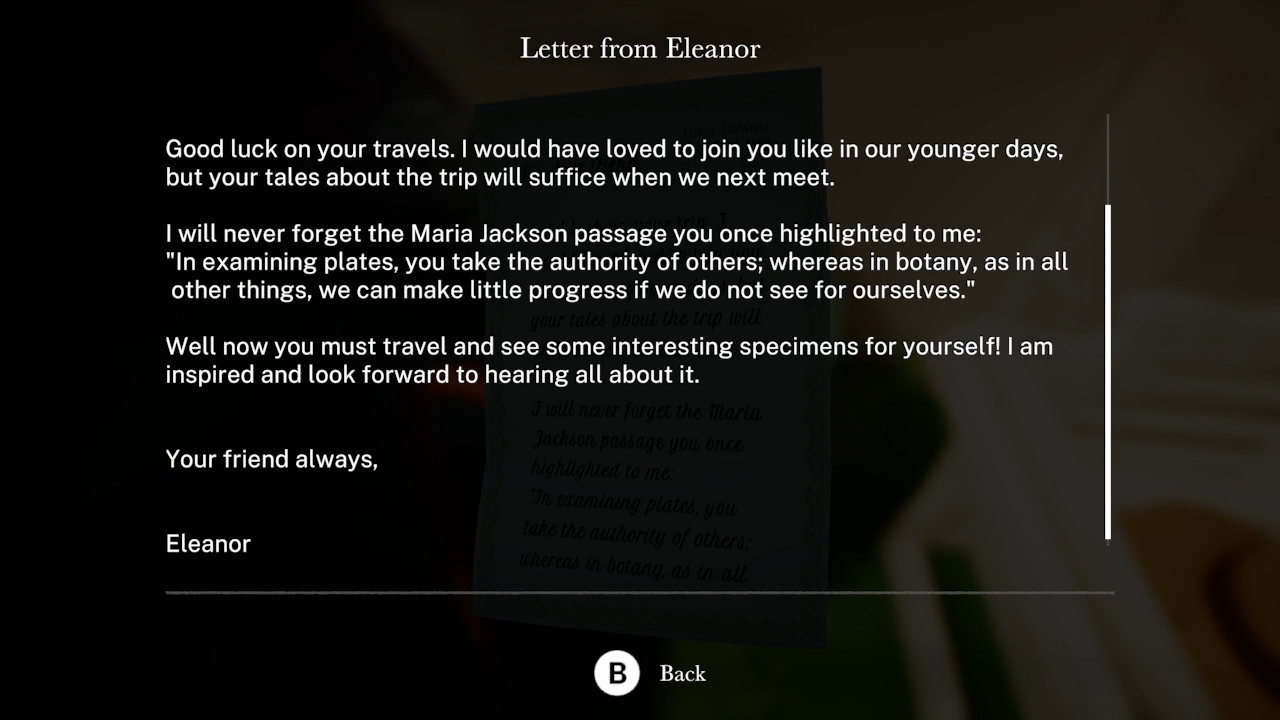 Letter from Eleanor
Good luck on your travels. I would have loved to join you like in our younger days,
but your tales about the trip will suffice when we next meet.
I will never forget the Maria Jackson passage you once highlighted to me:
"In examining plates, you take the authority of others; whereas in botany, as in all
other things, we can make little progress if we do not see for ourselves."
Well now you must travel and see some interesting specimens for yourself! I am
inspired and look forward to hearing all about it.
Your friend always,
Eleanor
B Back
your tales about the trip will
I will never forget the Maria
Jackson passage you once
highlighted to me:
"In examining plates, you
take the authority of others;
whereas in botany, as in all